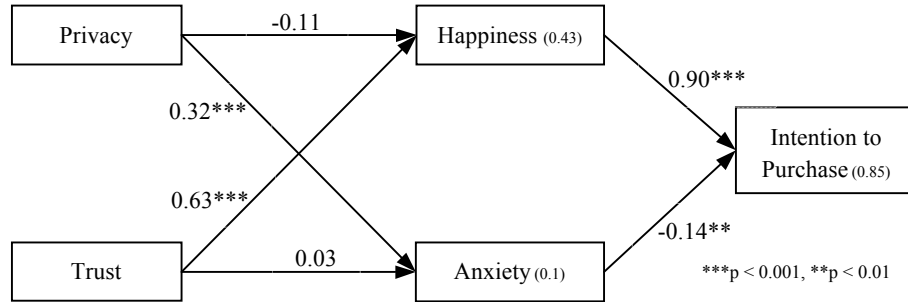 Privacy
-0.11
Happiness (0.43)
0.32***
0.90***
Intention to
Purchase (0.85)
0.63***
-0.14**
Trust
0.03
Anxiety (0.1)
***p < 0.001, **p < 0.01